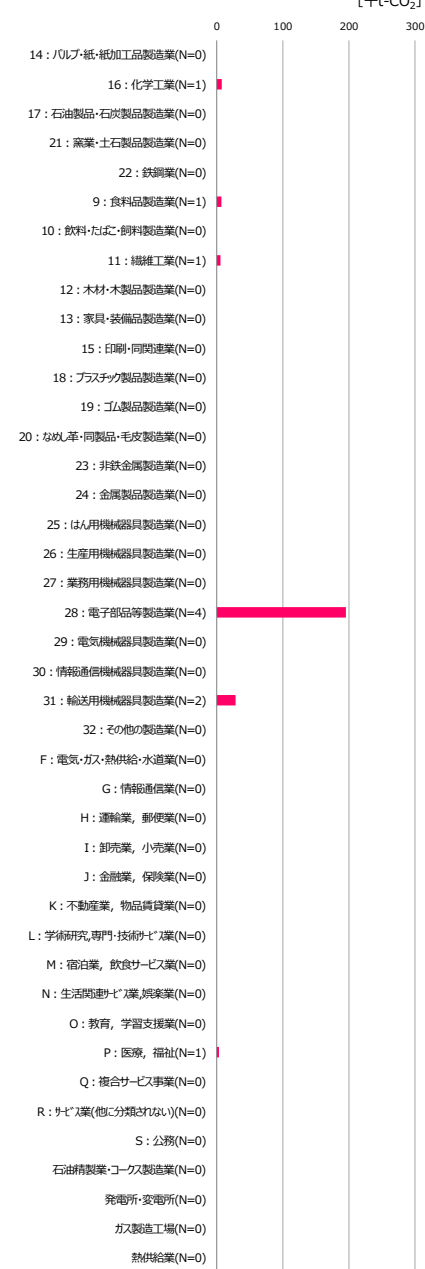 [千t-CO₂]
0 100 200 300
14：パルプ・紙・紙加工品製造業(N=0)
16：化学工業(N=1)
17：石油製品・石炭製品製造業(N=0)
21：窯業・土石製品製造業(N=0)
22：鉄鋼業(N=0)
9：食料品製造業(N=1)
10：飲料・たばこ・飼料製造業(N=0)
11：繊維工業(N=1)
12：木材・木製品製造業(N=0)
13：家具・装備品製造業(N=0)
15：印刷・同関連業(N=0)
18：プラスチック製品製造業(N=0)
19：ゴム製品製造業(N=0)
20：なめし革・同製品・毛皮製造業(N=0)
23：非鉄金属製造業(N=0)
24：金属製品製造業(N=0)
25：はん用機械器具製造業(N=0)
26：生産用機械器具製造業(N=0)
27：業務用機械器具製造業(N=0)
28：電子部品等製造業(N=4)
29：電気機械器具製造業(N=0)
30：情報通信機械器具製造業(N=0)
31：輸送用機械器具製造業(N=2)
32：その他の製造業(N=0)
F：電気・ガス・熱供給・水道業(N=0)
G：情報通信業(N=0)
H：運輸業，郵便業(N=0)
I：卸売業，小売業(N=0)
J：金融業，保険業(N=0)
K：不動産業，物品賃貸業(N=0)
L：学術研究,専門・技術ｻｰﾋﾞｽ業(N=0)
M：宿泊業，飲食サービス業(N=0)
N：生活関連ｻｰﾋﾞｽ業,娯楽業(N=0)
O：教育，学習支援業(N=0)
P：医療，福祉(N=1)
Q：複合サービス事業(N=0)
R：ｻｰﾋﾞｽ業(他に分類されない)(N=0)
S：公務(N=0)
石油精製業・コークス製造業(N=0)
発電所・変電所(N=0)
ガス製造工場(N=0)
熱供給業(N=0)